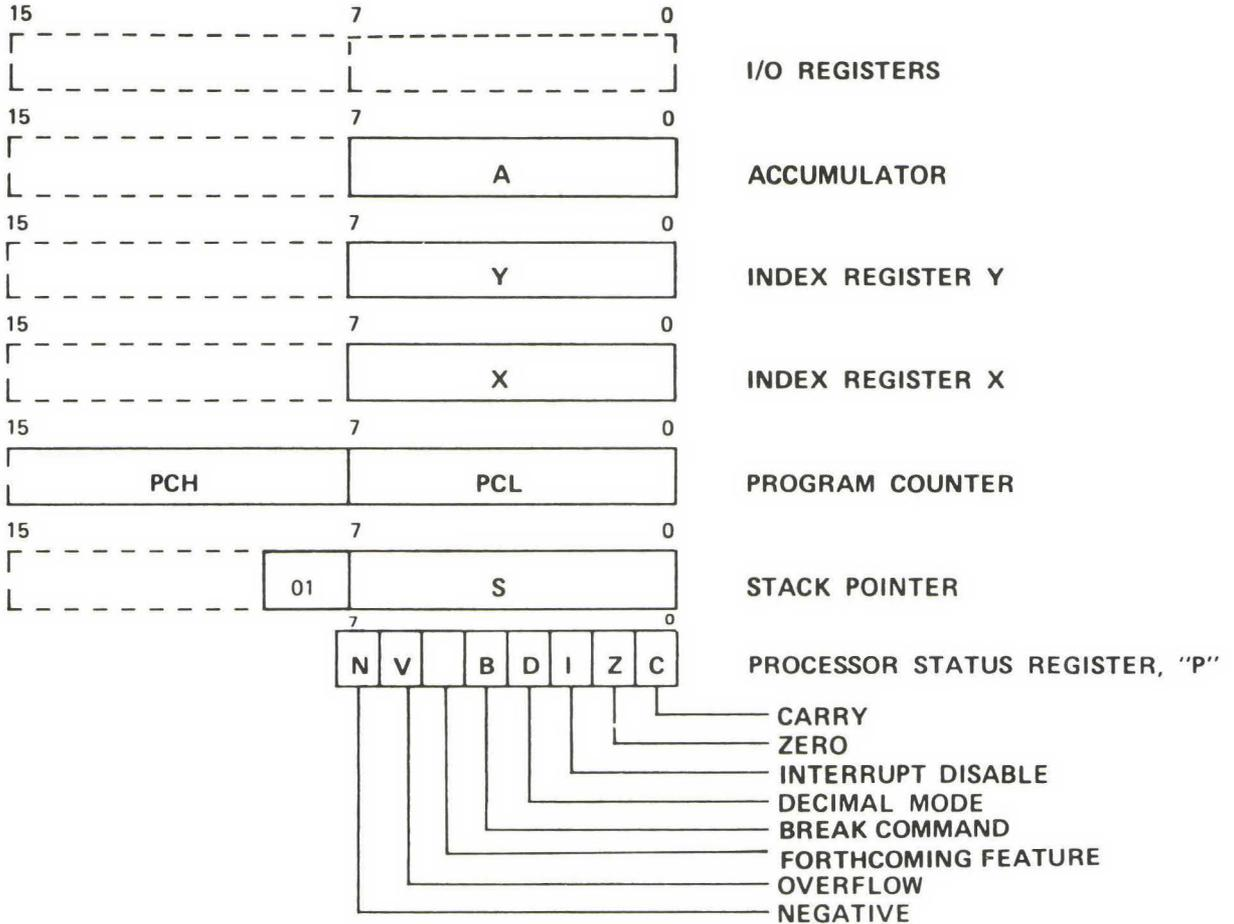 15 7 0
I/O REGISTERS
15 7 0
A ACCUMULATOR
15 7 0
Y INDEX REGISTER Y
15 7 0
X INDEX REGISTER X
15 7 0
PCH PCL PROGRAM COUNTER
15 7 0
01 S STACK POINTER
7 0
N V B D I Z C PROCESSOR STATUS REGISTER, "P"
CARRY
ZERO
INTERRUPT DISABLE
DECIMAL MODE
BREAK COMMAND
FORTHCOMING FEATURE
OVERFLOW
NEGATIVE